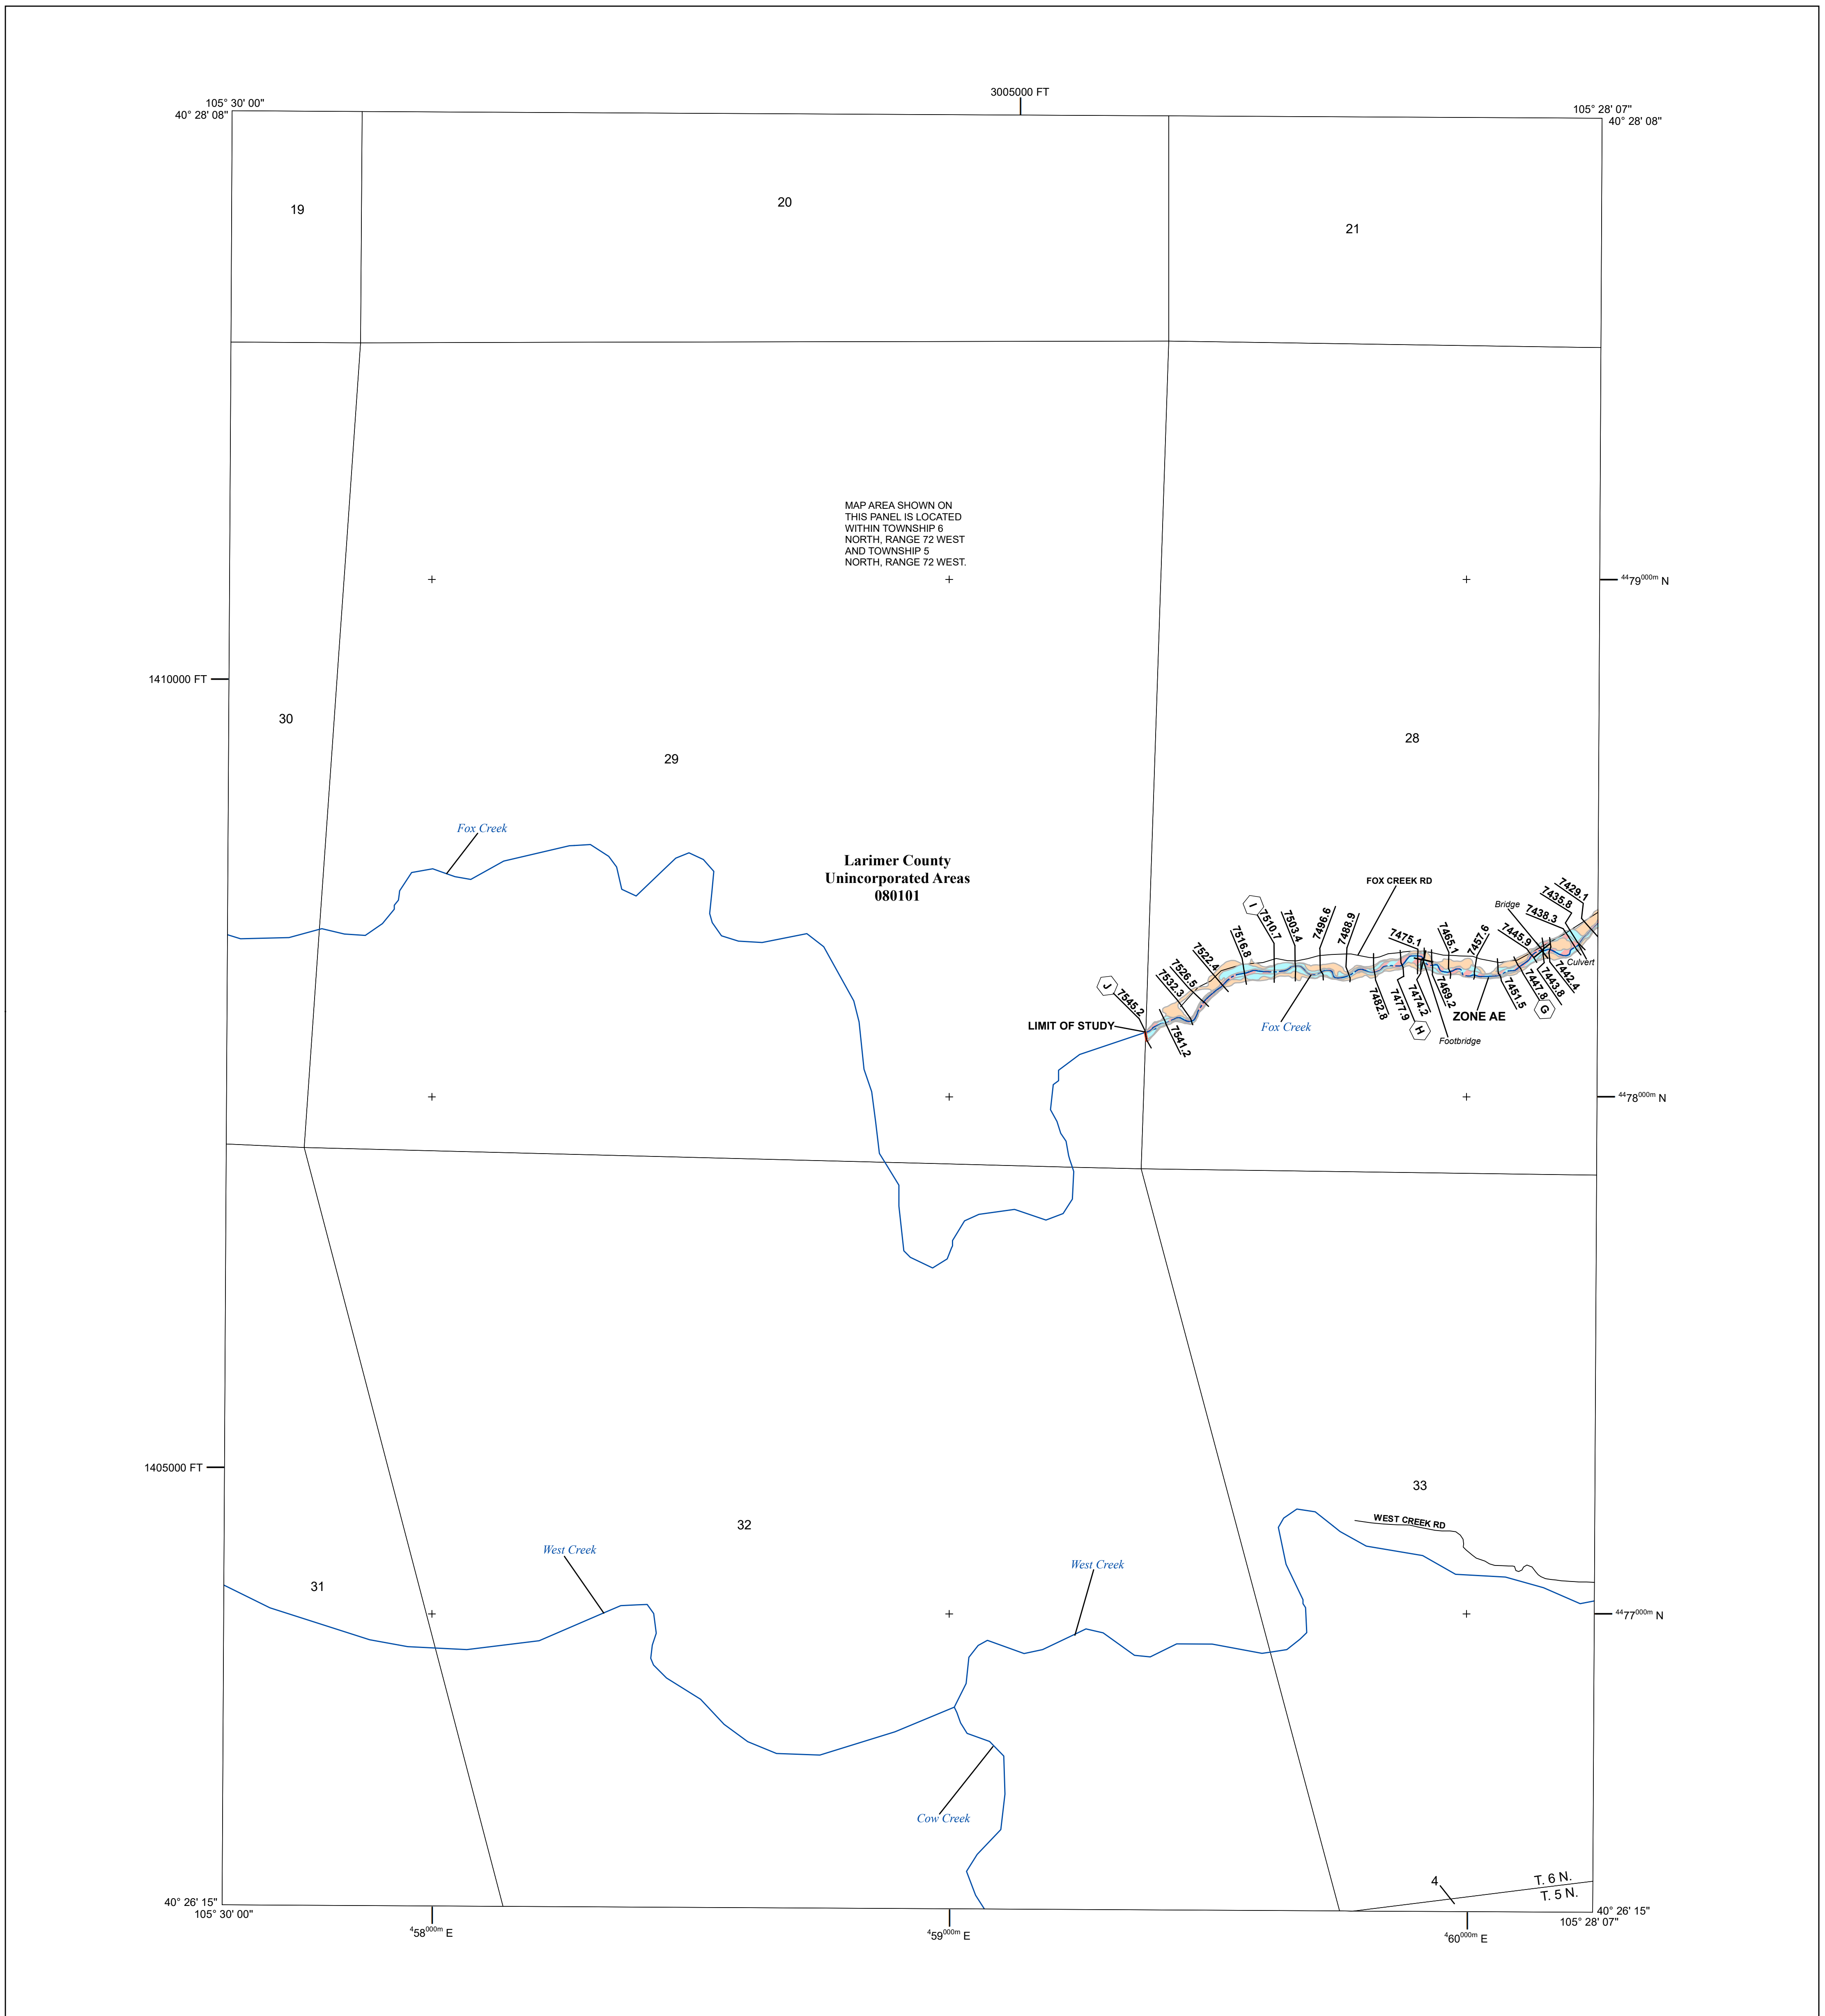 3005000 FT
105° 30' 00"
40° 28' 08"
105° 28' 07"
40° 28' 08"
19
20
21
MAP AREA SHOWN ON
THIS PANEL IS LOCATED
WITHIN TOWNSHIP 6
NORTH, RANGE 72 WEST
AND TOWNSHIP 5
NORTH, RANGE 72 WEST.
4479000m N
1410000 FT
30
29
28
Fox Creek
Larimer County
Unincorporated Areas
080101
FOX CREEK RD
J
7545.2
LIMIT OF STUDY
7541.2
7532.3
7526.5
7522.4
7516.8
I
7510.7
7503.4
7496.6
7488.9
Fox Creek
7482.8
7477.9
7475.1
7474.2
H
7469.2
Footbridge
7465.1
7457.6
ZONE AE
7451.5
7447.8
G
7445.9
7443.8
7442.4
Bridge
7438.3
Culvert
7435.8
7429.1
4478000m N
1405000 FT
33
WEST CREEK RD
32
West Creek
West Creek
31
4477000m N
Cow Creek
4
T. 6 N.
T. 5 N.
40° 26' 15"
105° 30' 00"
40° 26' 15"
105° 28' 07"
458000m E
459000m E
460000m E